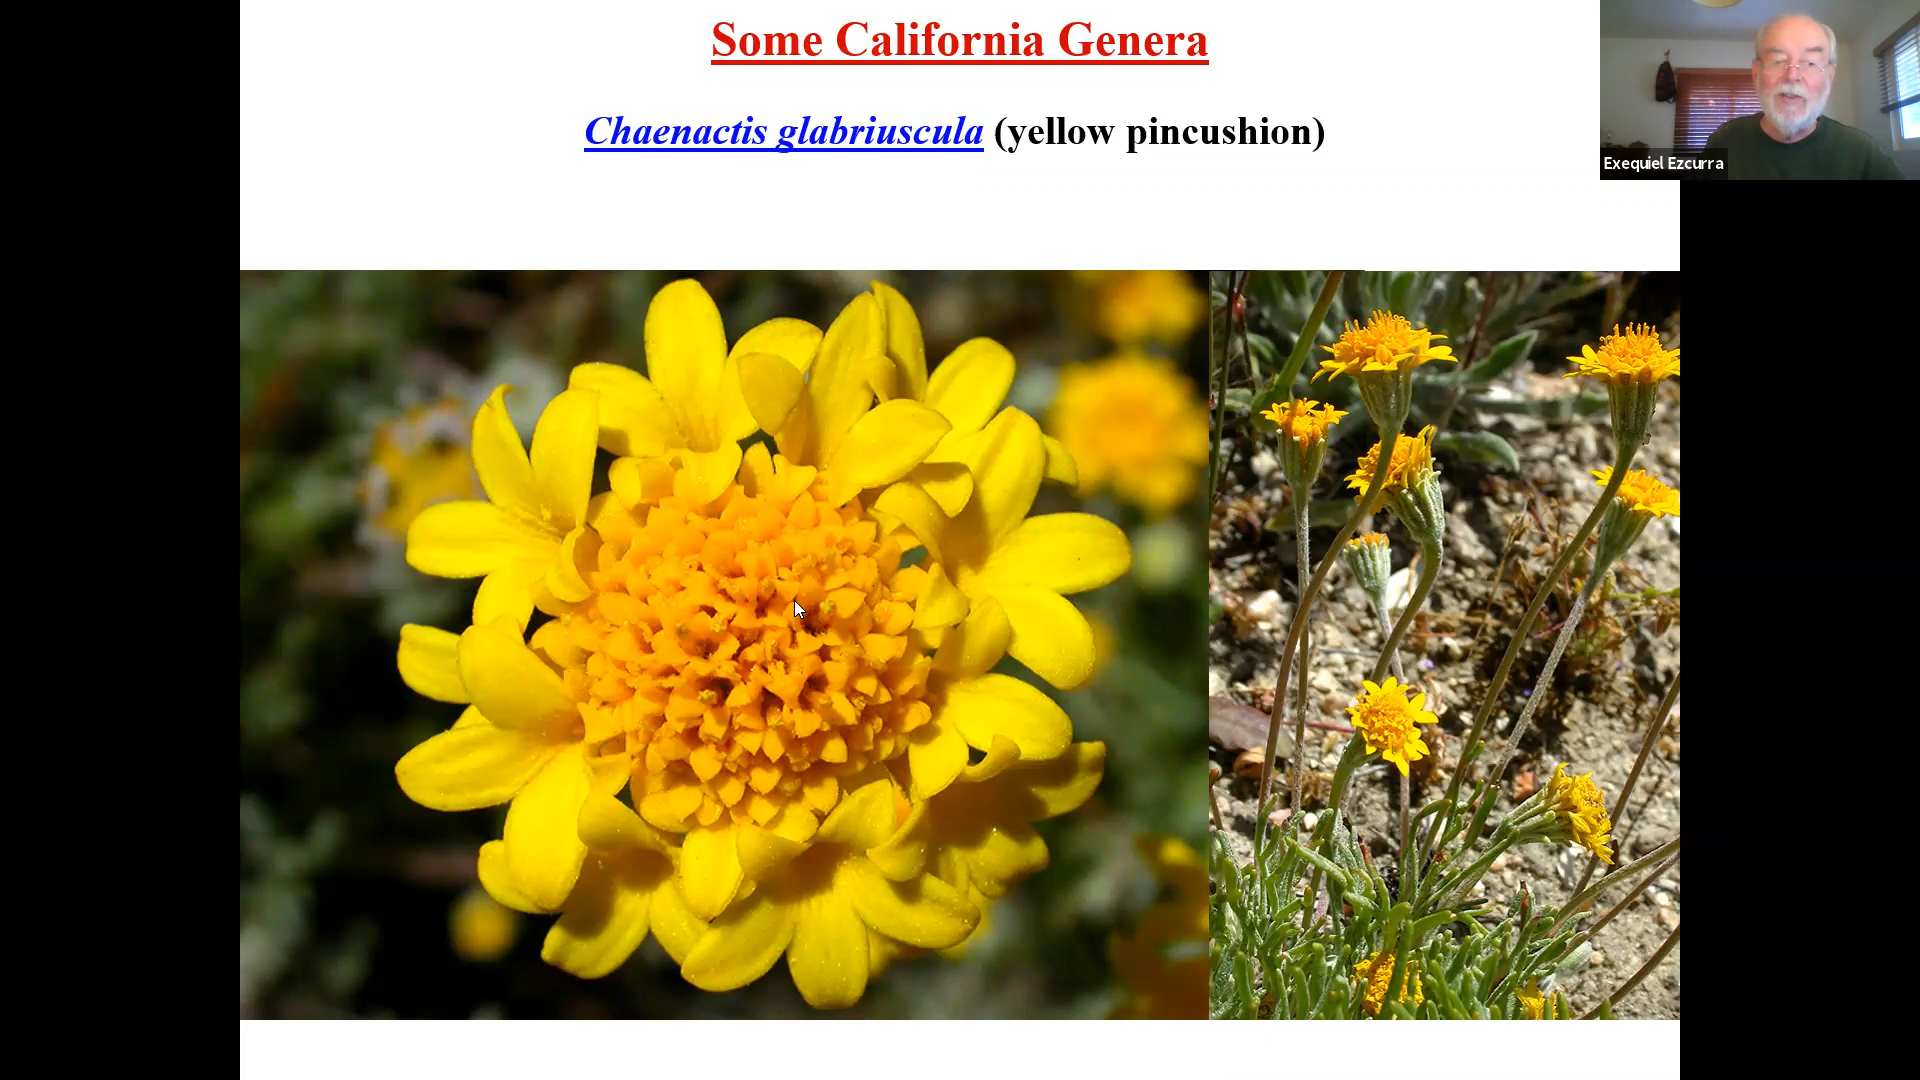 Some California Genera
Chaenactis glabriuscula (yellow pincushion)
Exequiel Ezcurra